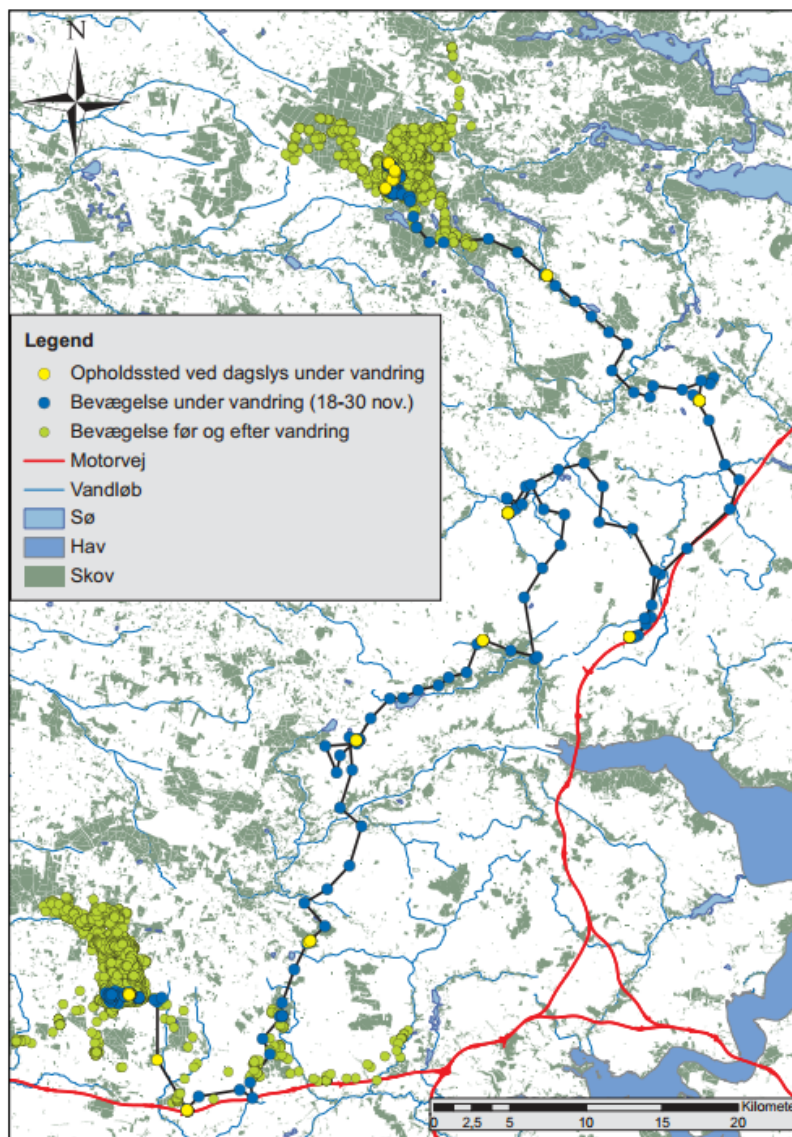 N
Legend
Opholdssted ved dagslys under vandring
Bevægelse under vandring (18-30 nov.)
Bevægelse før og efter vandring
Motorvej
Vandløb
Sø
Hav
Skov
Kilomete
0 2,5 5 10 15 20